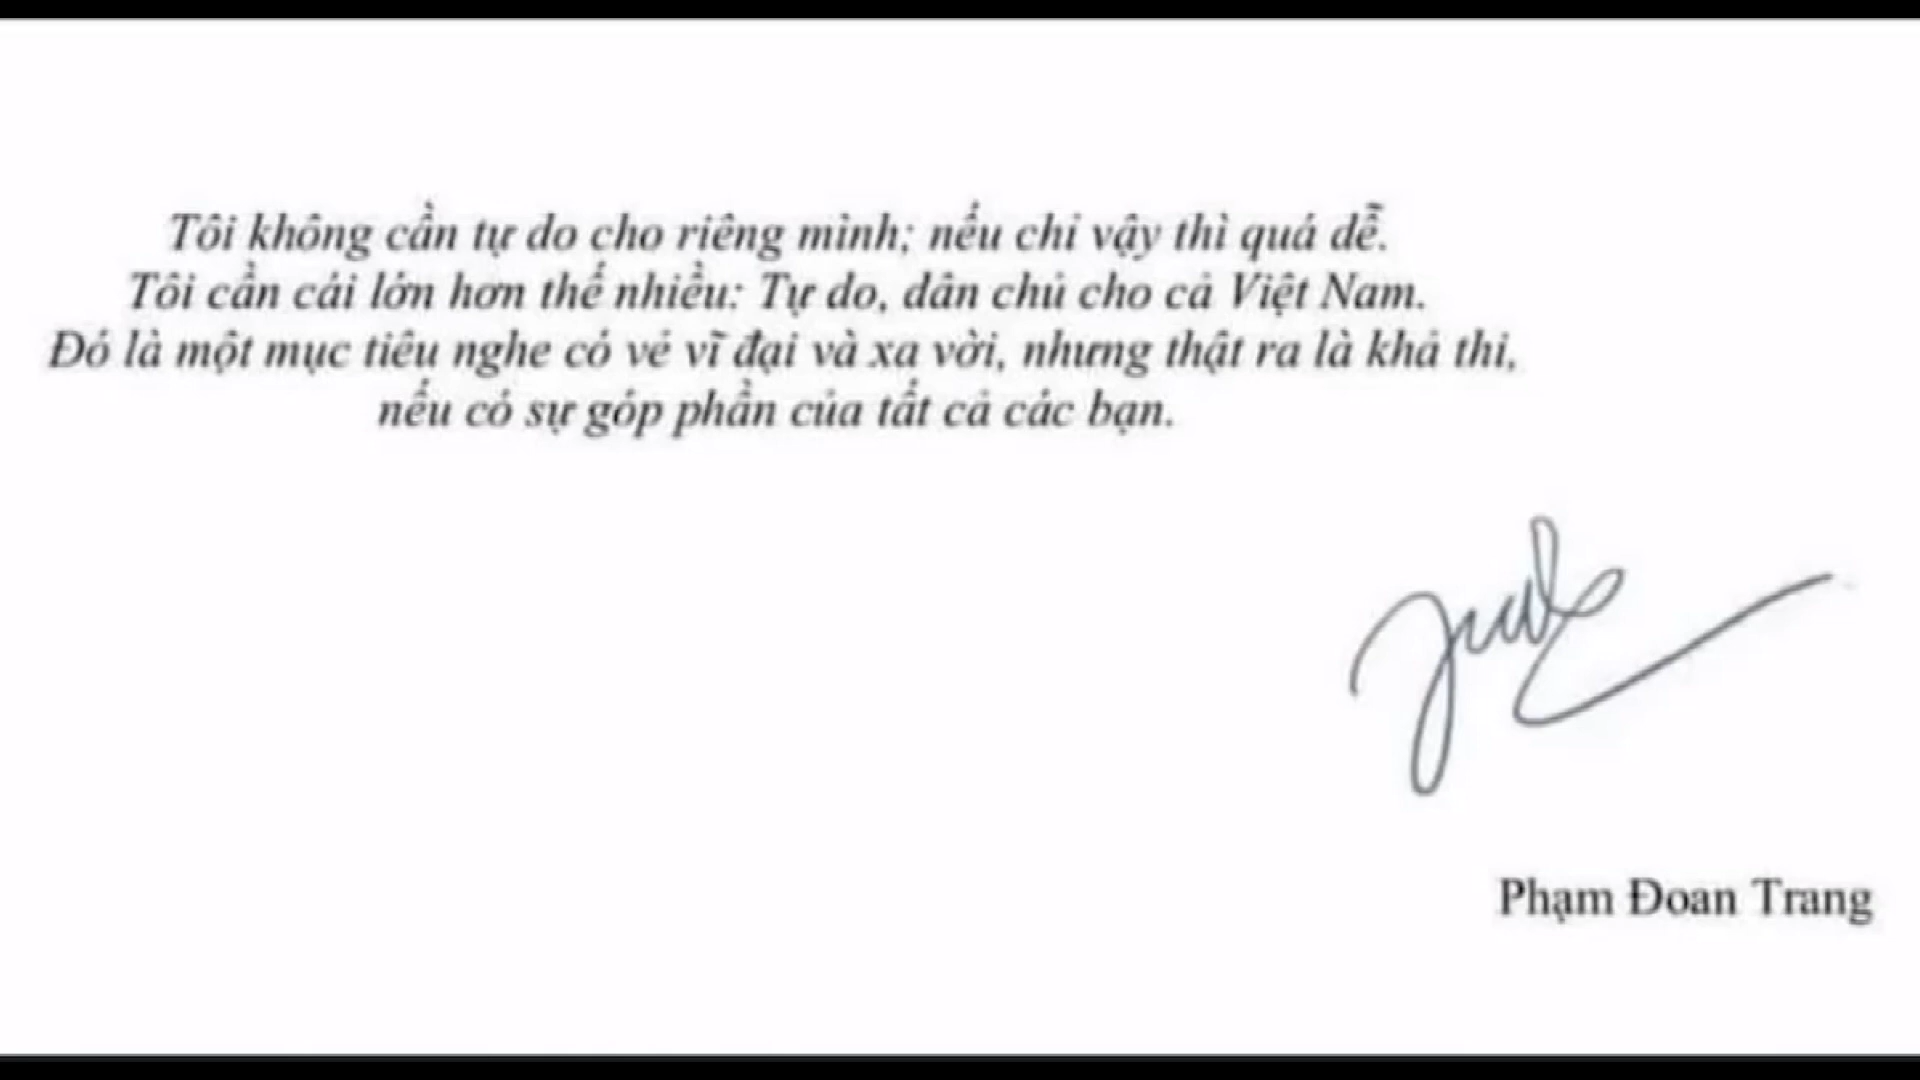 Tôi không cần tự do cho riêng mình; nếu chỉ vậy thì quá dễ.
Tôi cần cái lớn hơn thế nhiều: Tự do, dân chủ cho cả Việt Nam.
Đó là một mục tiêu nghe có vẻ vĩ đại và xa vời, nhưng thật ra là khả thi,
nếu có sự góp phần của tất cả các bạn.
Phạm Đoan Trang